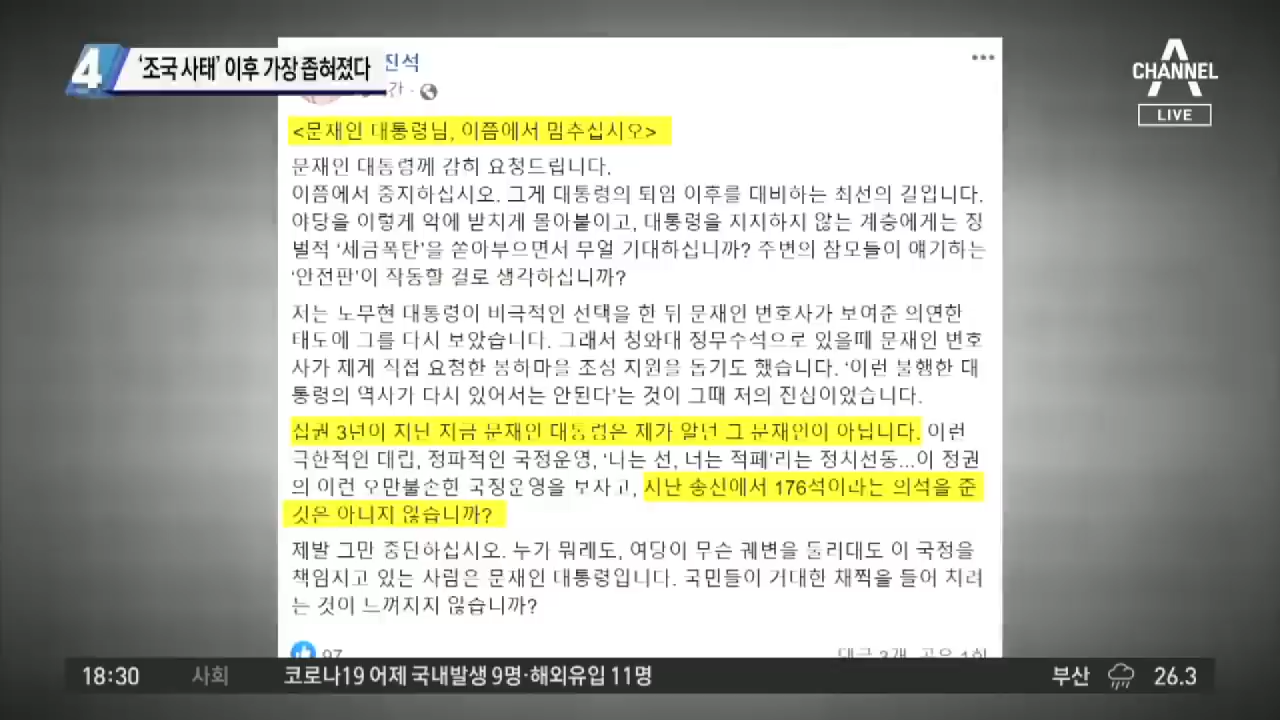 4 '조국 사태' 이후 가장 좁혀졌다
진석
CHANNEL A
LIVE
<문재인 대통령님, 이쯤에서 멈추십시오>
문재인 대통령께 감히 요청드립니다.
이쯤에서 중지하십시오. 그게 대통령의 퇴임 이후를 대비하는 최선의 길입니다.
야당을 이렇게 악에 받치게 몰아붙이고, 대통령을 지지하지 않는 계층에게는 징
벌적 '세금폭탄'을 쏟아부으면서 무얼 기대하십니까? 주변의 참모들이 얘기하는
'안전판'이 작동할 걸로 생각하십니까?
저는 노무현 대통령이 비극적인 선택을 한 뒤 문재인 변호사가 보여준 의연한
태도에 그를 다시 보았습니다. 그래서 청와대 정무수석으로 있을때 문재인 변호
사가 제게 직접 요청한 봉하마을 조성 지원을 돕기도 했습니다. '이런 불행한 대
통령의 역사가 다시 있어서는 안된다'는 것이 그때 저의 진심이었습니다.
집권 3년이 지난 지금 문재인 대통령은 제가 알던 그 문재인이 아닙니다. 이런
극한적인 대립, 정파적인 국정운영, '나는 선, 너는 적폐'라는 정치선동...이 정권
의 이런 오만불손한 국정운영을 보자고, 지난 총선에서 176석이라는 의석을 준
것은 아니지 않습니까?
제발 그만 중단하십시오. 누가 뭐래도, 여당이 무슨 궤변을 둘러대도 이 국정을
책임지고 있는 사람은 문재인 대통령입니다. 국민들이 거대한 채찍을 들어 치려
는 것이 느껴지지 않습니까?
97 댓글 3개 공유 1회
18:30 사회 코로나19 어제 국내발생 9명·해외유입 11명 부산 26.3